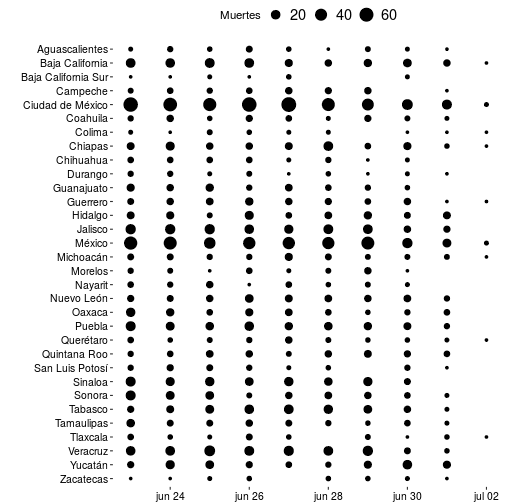 Muertes 20 40 60
Aguascalientes
Baja California
Baja California Sur
Campeche
Ciudad de México
Coahuila
Colima
Chiapas
Chihuahua
Durango
Guanajuato
Guerrero
Hidalgo
Jalisco
México
Michoacán
Morelos
Nayarit
Nuevo León
Oaxaca
Puebla
Querétaro
Quintana Roo
San Luis Potosí
Sinaloa
Sonora
Tabasco
Tamaulipas
Tlaxcala
Veracruz
Yucatán
Zacatecas
jun 24 jun 26 jun 28 jun 30 jul 02